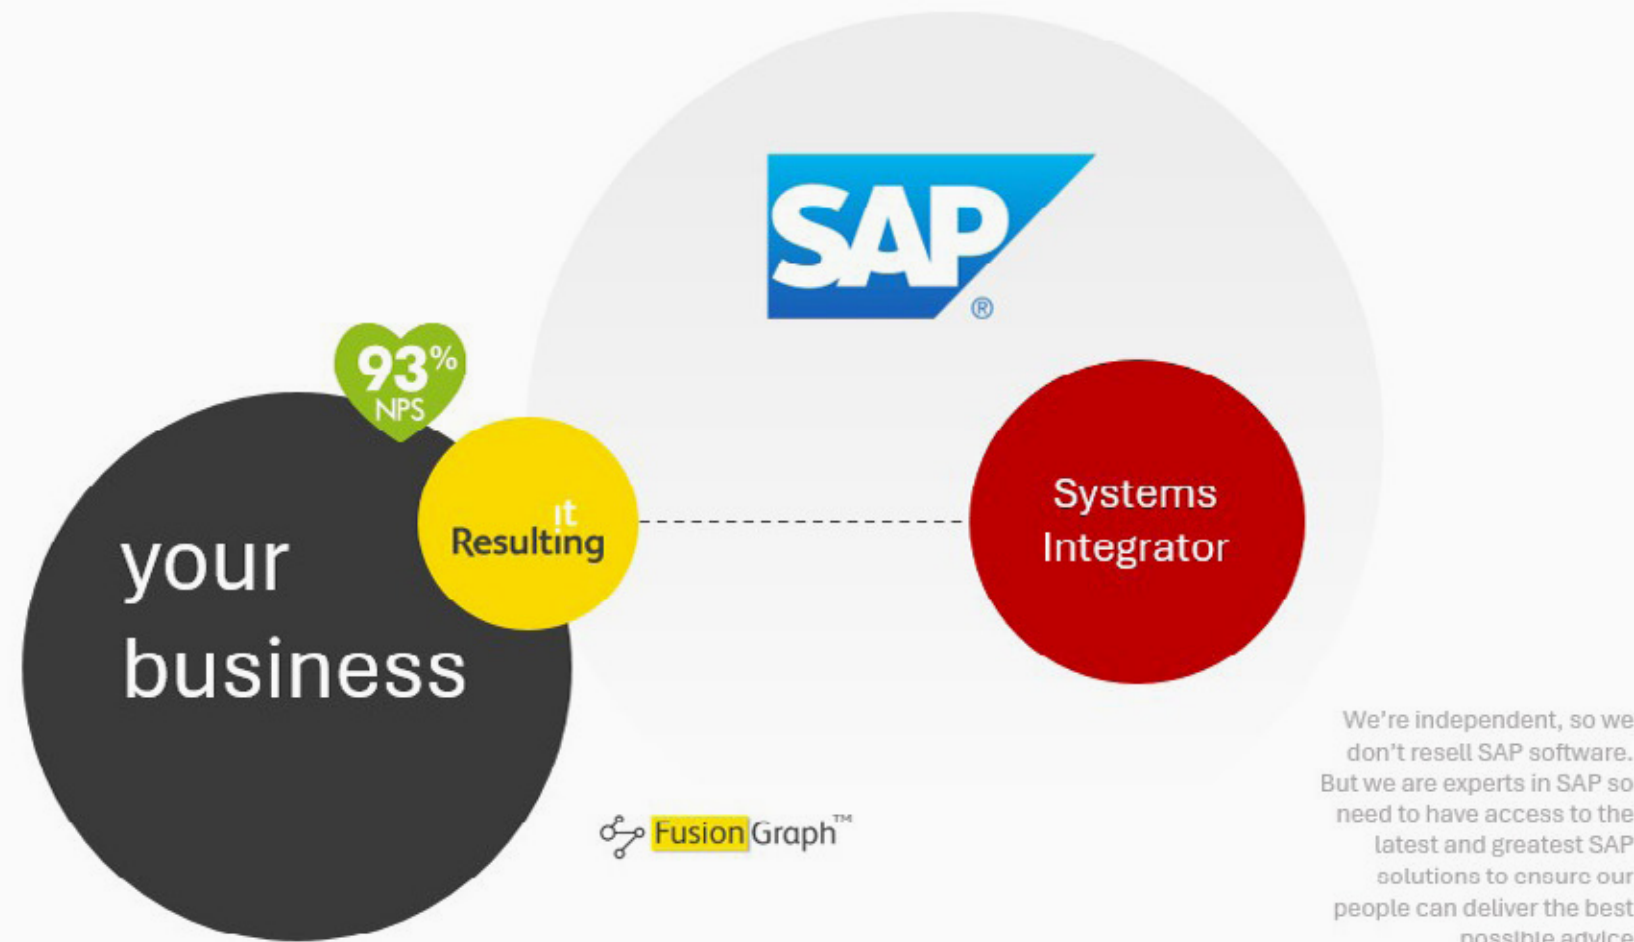 SAP
®
93%
NPS
it
Resulting
your
business
Systems
Integrator
FusionGraph™
We're independent, so we
don't resell SAP software.
But we are experts in SAP so
need to have access to the
latest and greatest SAP
solutions to ensure our
people can deliver the best
possible advice